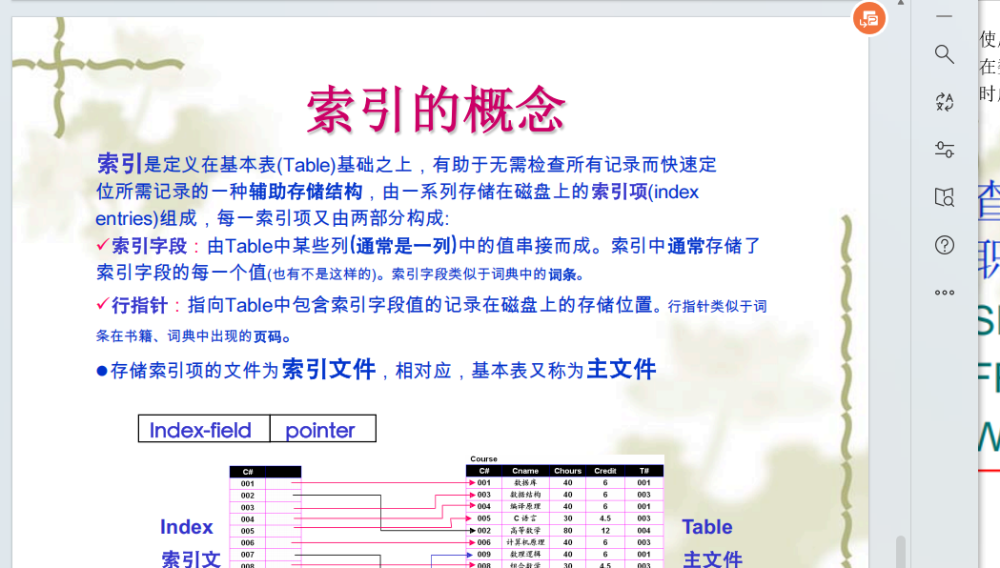 索引的概念
索引是定义在基本表(Table)基础之上，有助于无需检查所有记录而快速定
位所需记录的一种辅助存储结构，由一系列存储在磁盘上的索引项(index
entries)组成，每一索引项又由两部分构成:
✓索引字段：由Table中某些列(通常是一列)中的值串接而成。索引中通常存储了
索引字段的每一个值(也有不是这样的)。索引字段类似于词典中的词条。
✓行指针：指向Table中包含索引字段值的记录在磁盘上的存储位置。行指针类似于词
条在书籍、词典中出现的页码。
●存储索引项的文件为索引文件，相对应，基本表又称为主文件
Index-field pointer
C#
001
002
003
004
005
006
007
008
Index
索引文
Course
C# Cname Chours Credit T#
001 数据库 40 6 001
003 数据结构 40 6 003
004 编译原理 40 6 001
005 C 语言 30 4.5 003
002 高等数学 80 12 004
006 计算机原理 40 6 003
009 数理逻辑 40 6 001
008 组合数学 30 4.5 003
Table
主文件
使
在
时
查
职